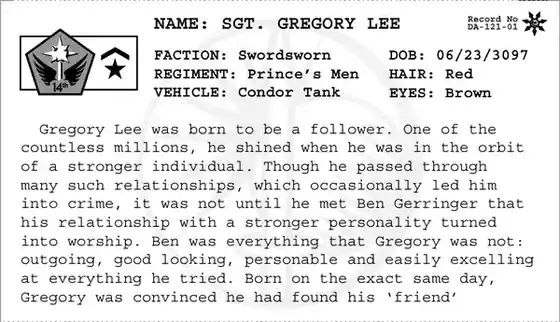 NAME: SGT. GREGORY LEE
Record No
DA-121-01
FACTION: Swordsworn
DOB: 06/23/3097
REGIMENT: Prince's Men
HAIR: Red
VEHICLE: Condor Tank
EYES: Brown
14th
Gregory Lee was born to be a follower. One of the
countless millions, he shined when he was in the orbit
of a stronger individual. Though he passed through
many such relationships, which occasionally led him
into crime, it was not until he met Ben Gerringer that
his relationship with a stronger personality turned
into worship. Ben was everything that Gregory was not:
outgoing, good looking, personable and easily excelling
at everything he tried. Born on the exact same day,
Gregory was convinced he had found his ‘friend’